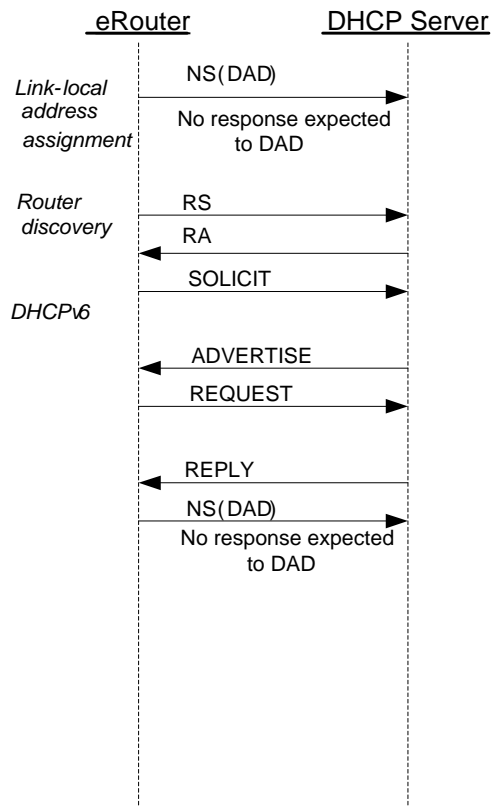 eRouter
DHCP Server
NS(DAD)
Link-local
address
assignment
No response expected
to DAD
Router
discovery
RS
RA
SOLICIT
DHCPv6
ADVERTISE
REQUEST
REPLY
NS(DAD)
No response expected
to DAD